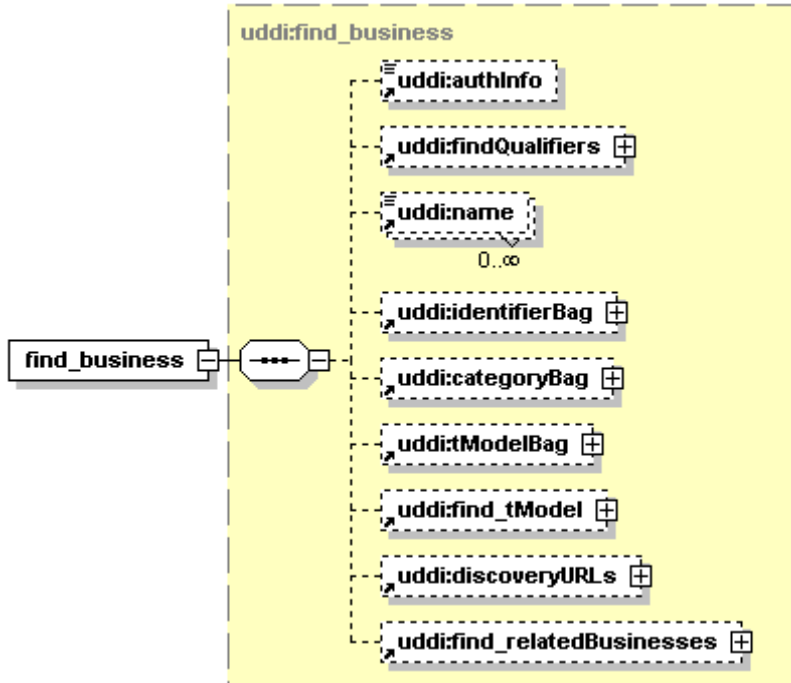 uddi:find_business
uddi:authInfo
uddi:findQualifiers
uddi:name
0..∞
uddi:identifierBag
find_business
uddi:categoryBag
uddi:tModelBag
uddi:find_tModel
uddi:discoveryURLs
uddi:find_relatedBusinesses